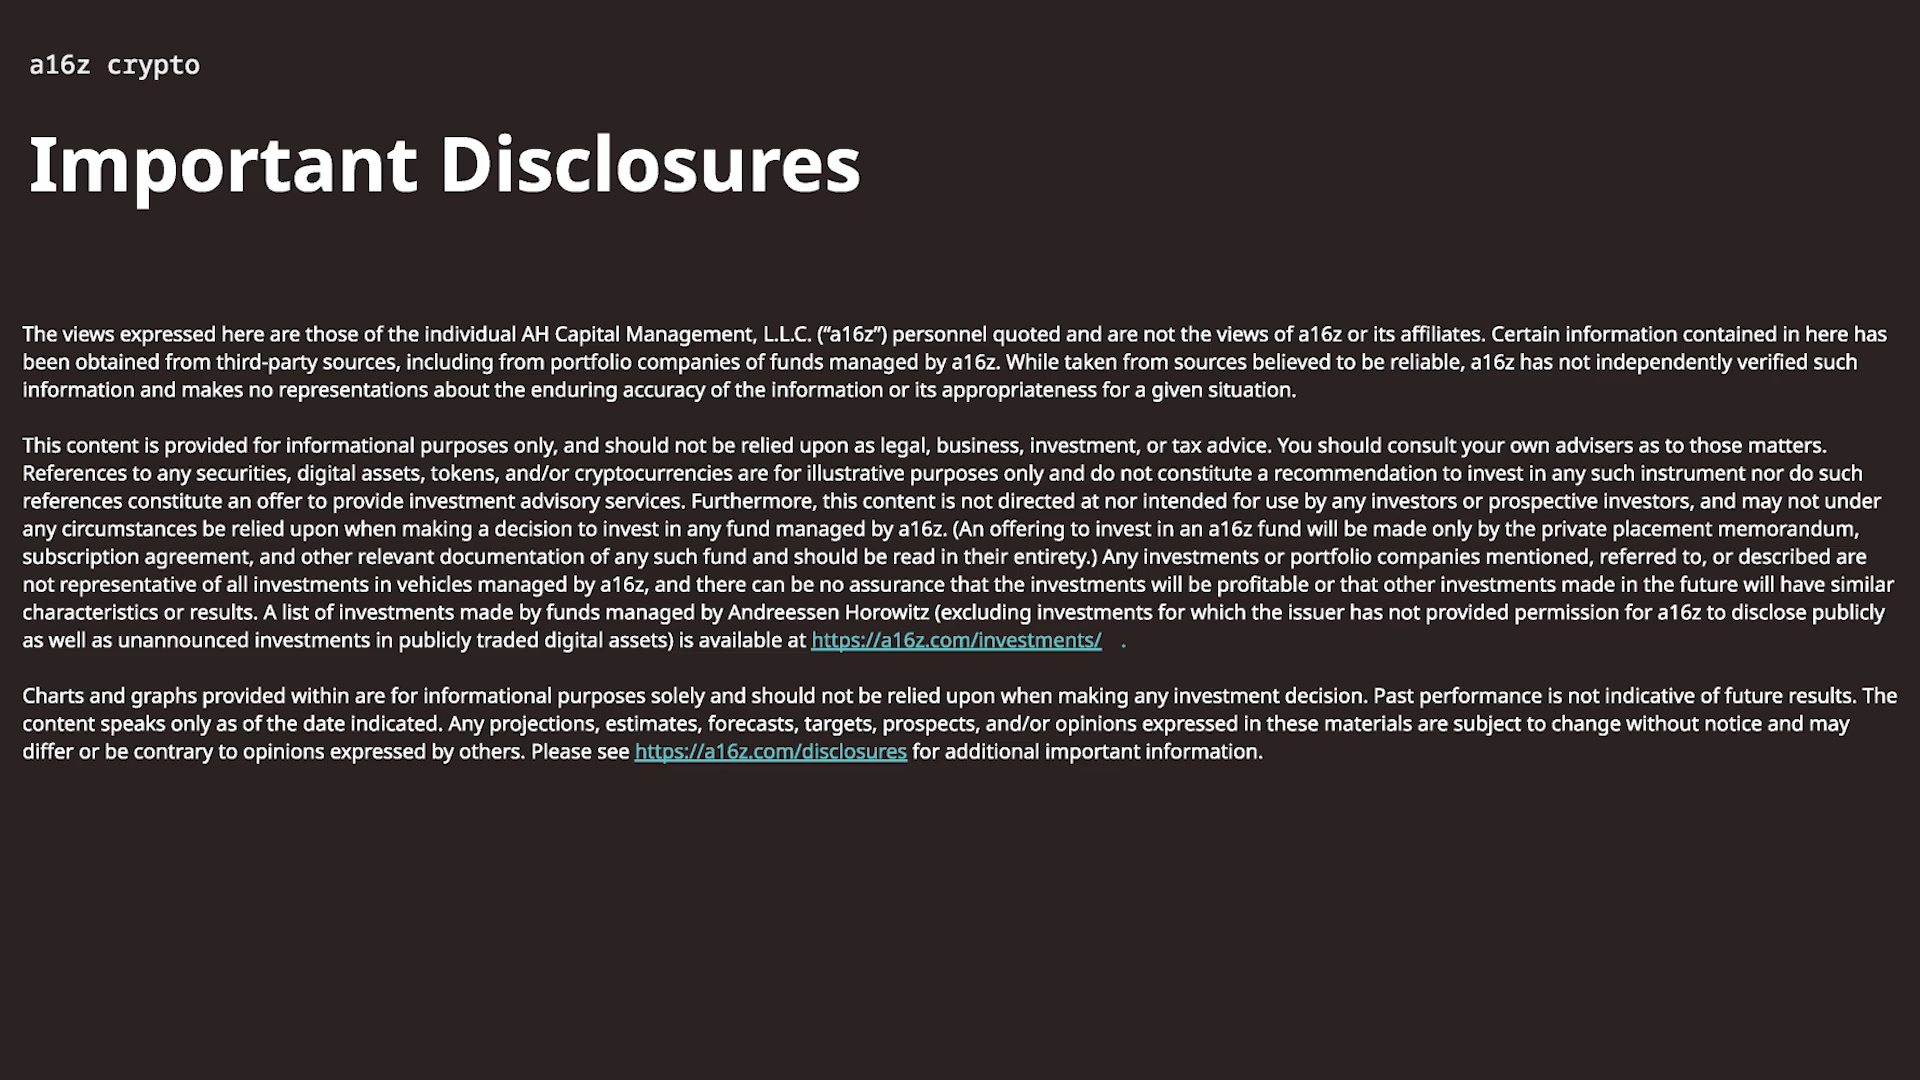 a16z crypto
Important Disclosures
The views expressed here are those of the individual AH Capital Management, L.L.C. (“a16z”) personnel quoted and are not the views of a16z or its affiliates. Certain information contained in here has
been obtained from third-party sources, including from portfolio companies of funds managed by a16z. While taken from sources believed to be reliable, a16z has not independently verified such
information and makes no representations about the enduring accuracy of the information or its appropriateness for a given situation.
This content is provided for informational purposes only, and should not be relied upon as legal, business, investment, or tax advice. You should consult your own advisers as to those matters.
References to any securities, digital assets, tokens, and/or cryptocurrencies are for illustrative purposes only and do not constitute a recommendation to invest in any such instrument nor do such
references constitute an offer to provide investment advisory services. Furthermore, this content is not directed at nor intended for use by any investors or prospective investors, and may not under
any circumstances be relied upon when making a decision to invest in any fund managed by a16z. (An offering to invest in an a16z fund will be made only by the private placement memorandum,
subscription agreement, and other relevant documentation of any such fund and should be read in their entirety.) Any investments or portfolio companies mentioned, referred to, or described are
not representative of all investments in vehicles managed by a16z, and there can be no assurance that the investments will be profitable or that other investments made in the future will have similar
characteristics or results. A list of investments made by funds managed by Andreessen Horowitz (excluding investments for which the issuer has not provided permission for a16z to disclose publicly
as well as unannounced investments in publicly traded digital assets) is available at https://a16z.com/investments/ .
Charts and graphs provided within are for informational purposes solely and should not be relied upon when making any investment decision. Past performance is not indicative of future results. The
content speaks only as of the date indicated. Any projections, estimates, forecasts, targets, prospects, and/or opinions expressed in these materials are subject to change without notice and may
differ or be contrary to opinions expressed by others. Please see https://a16z.com/disclosures for additional important information.